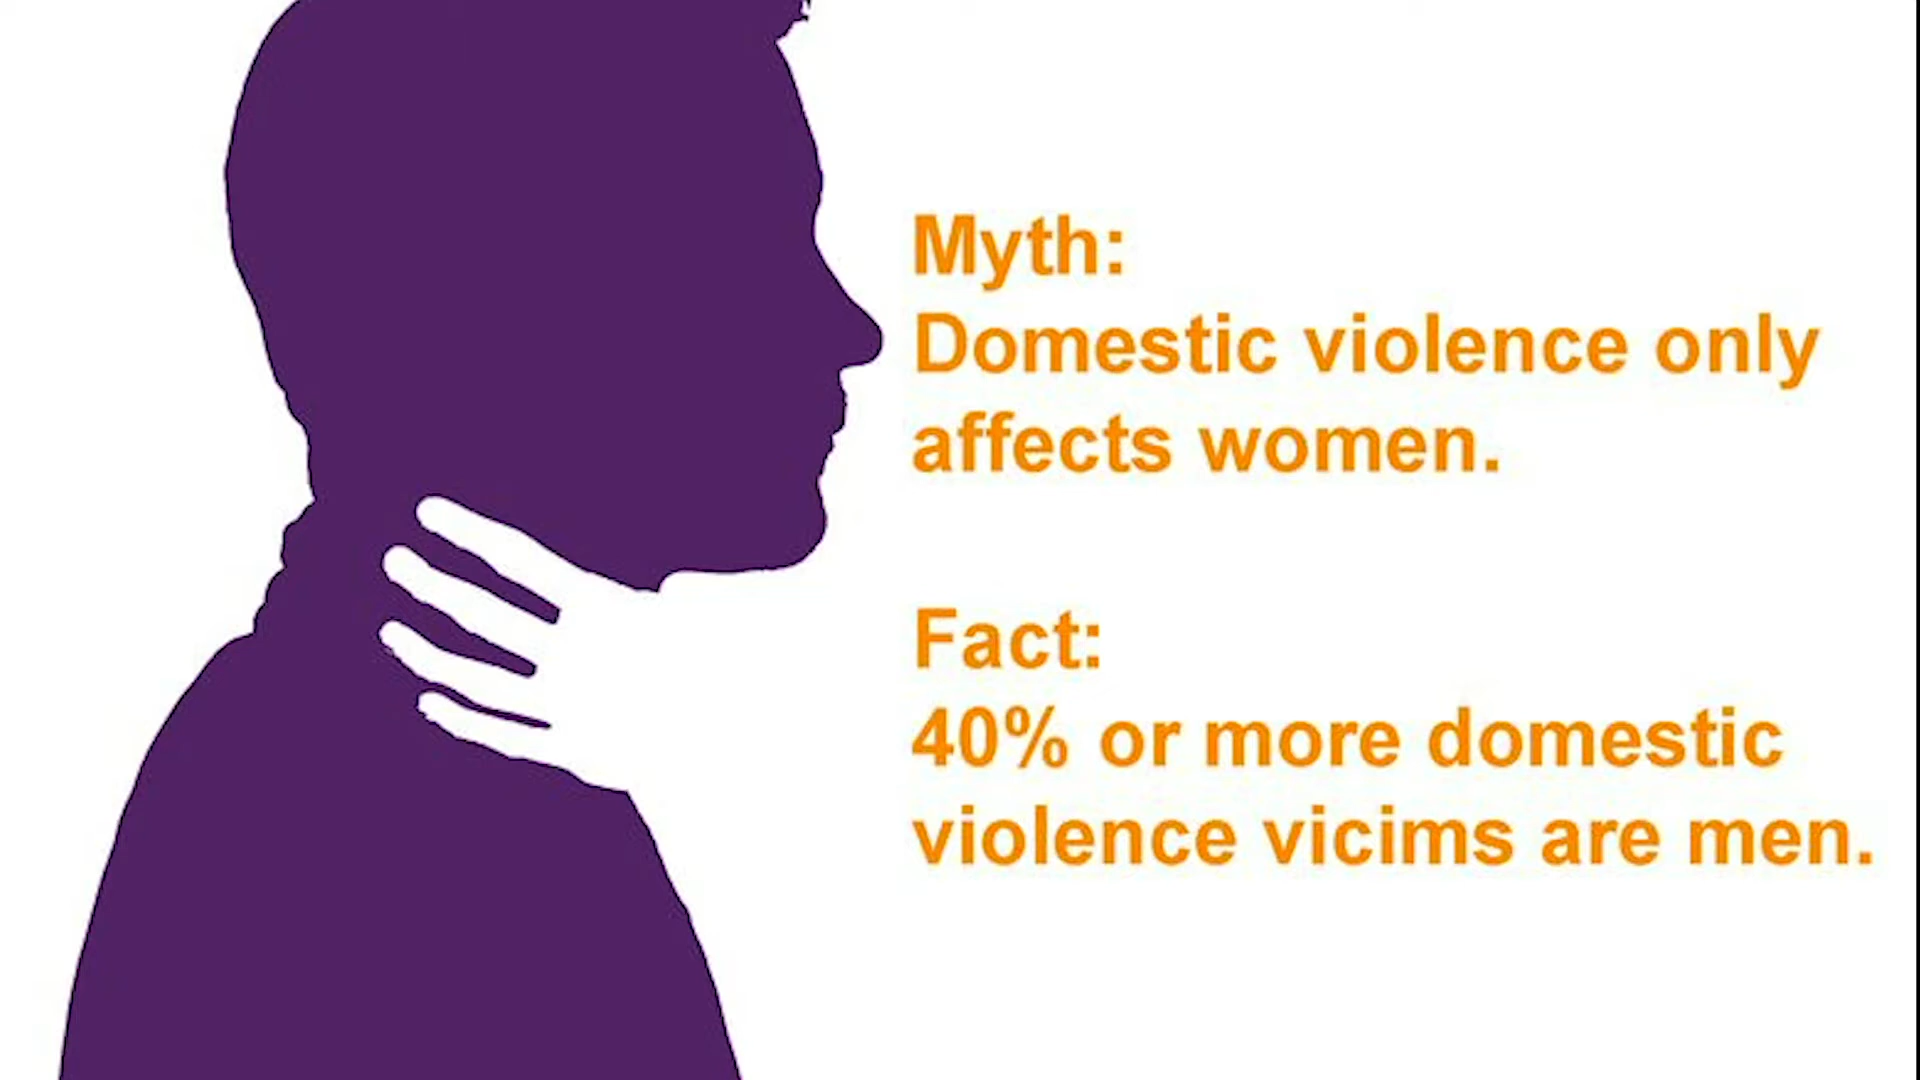 Myth:
Domestic violence only
affects women.
Fact:
40% or more domestic
violence vicims are men.